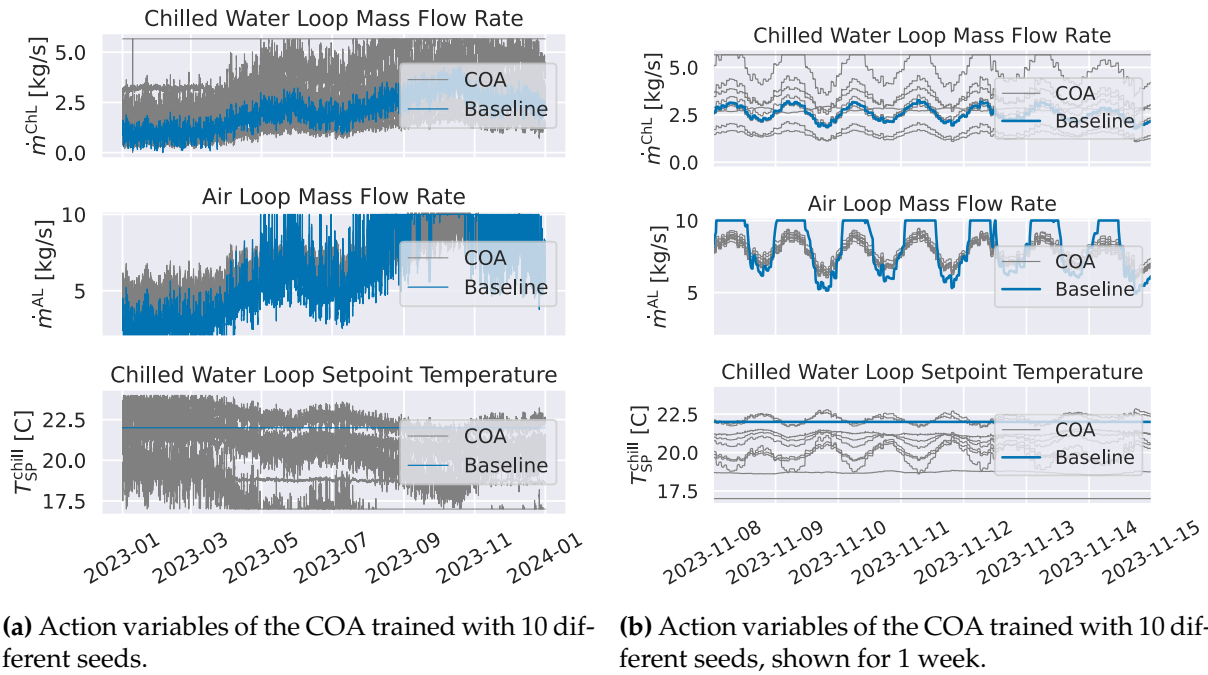 Chilled Water Loop Mass Flow Rate
5.0
2.5
0.0
ṁ^ChL [kg/s]
COA
Baseline
Air Loop Mass Flow Rate
10
5
ṁ^AL [kg/s]
COA
Baseline
Chilled Water Loop Setpoint Temperature
22.5
20.0
17.5
T_SP^chill [C]
COA
Baseline
2023-01
2023-03
2023-05
2023-07
2023-09
2023-11
2024-01
(a) Action variables of the COA trained with 10 dif-
ferent seeds.
Chilled Water Loop Mass Flow Rate
5.0
2.5
0.0
ṁ^ChL [kg/s]
COA
Baseline
Air Loop Mass Flow Rate
10
5
ṁ^AL [kg/s]
COA
Baseline
Chilled Water Loop Setpoint Temperature
22.5
20.0
17.5
T_SP^chill [C]
COA
Baseline
2023-11-08
2023-11-09
2023-11-10
2023-11-11
2023-11-12
2023-11-13
2023-11-14
2023-11-15
(b) Action variables of the COA trained with 10 dif-
ferent seeds, shown for 1 week.